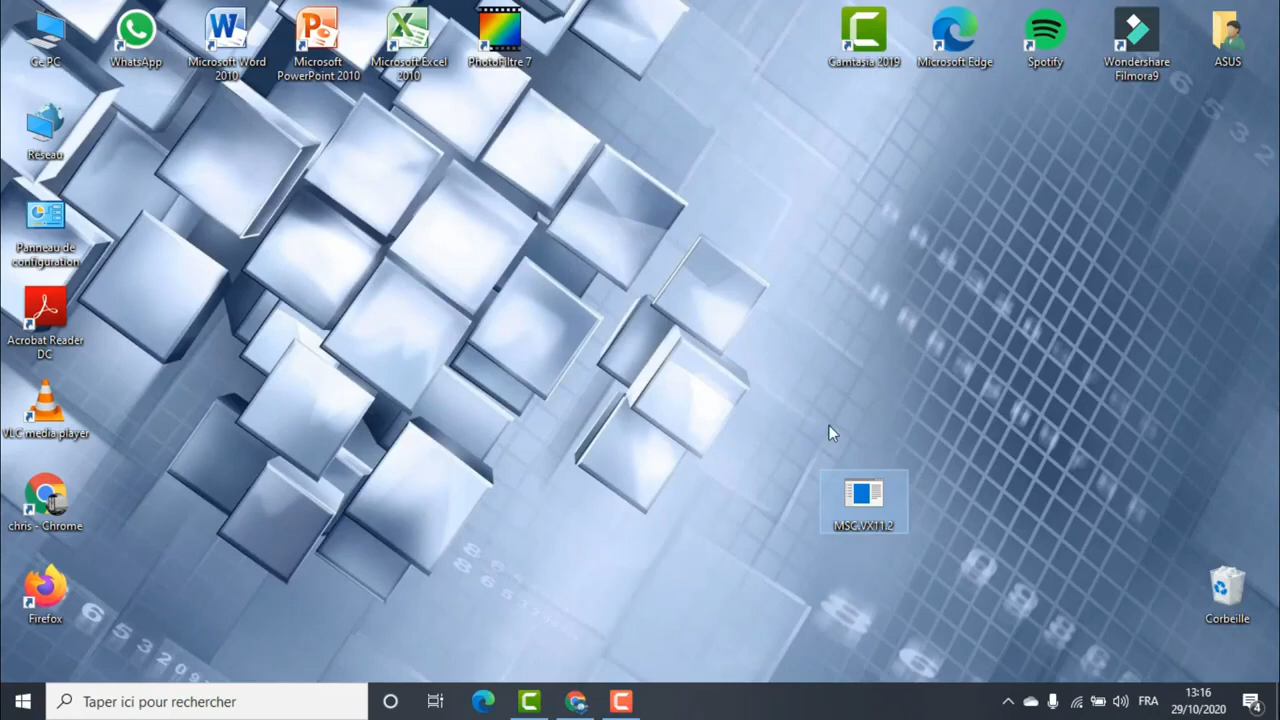 Ce PC
WhatsApp
Microsoft Word
2010
Microsoft
PowerPoint 2010
Microsoft Excel
2010
PhotoFiltre 7
Camtasia 2019
Microsoft Edge
Spotify
Wondershare
Filmora9
ASUS
Réseau
Panneau de
configuration
Acrobat Reader
DC
VLC media player
chris - Chrome
MSC.VX11.2
Firefox
Corbeille
Taper ici pour rechercher
FRA
13:16
29/10/2020
4